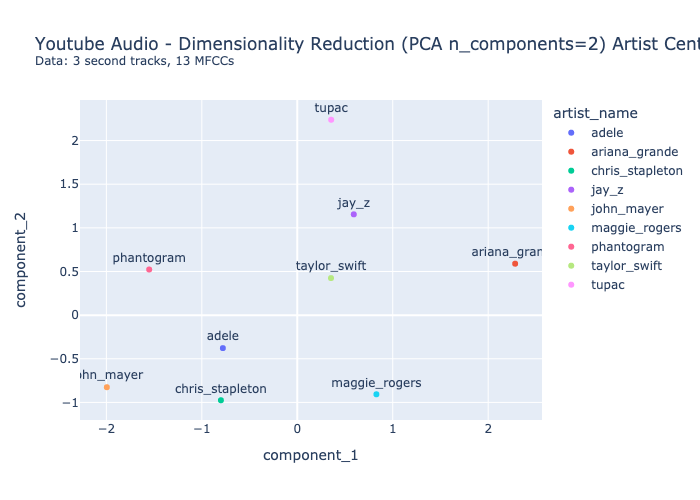 Youtube Audio - Dimensionality Reduction (PCA n_components=2) Artist Cent
Data: 3 second tracks, 13 MFCCs
artist_name
adele
ariana_grande
chris_stapleton
jay_z
john_mayer
maggie_rogers
phantogram
taylor_swift
tupac
component_2
2
1.5
1
0.5
0
−0.5
−1
tupac
jay_z
ariana_gran
phantogram
taylor_swift
adele
hn_mayer
chris_stapleton
maggie_rogers
−2
−1
0
1
2
component_1